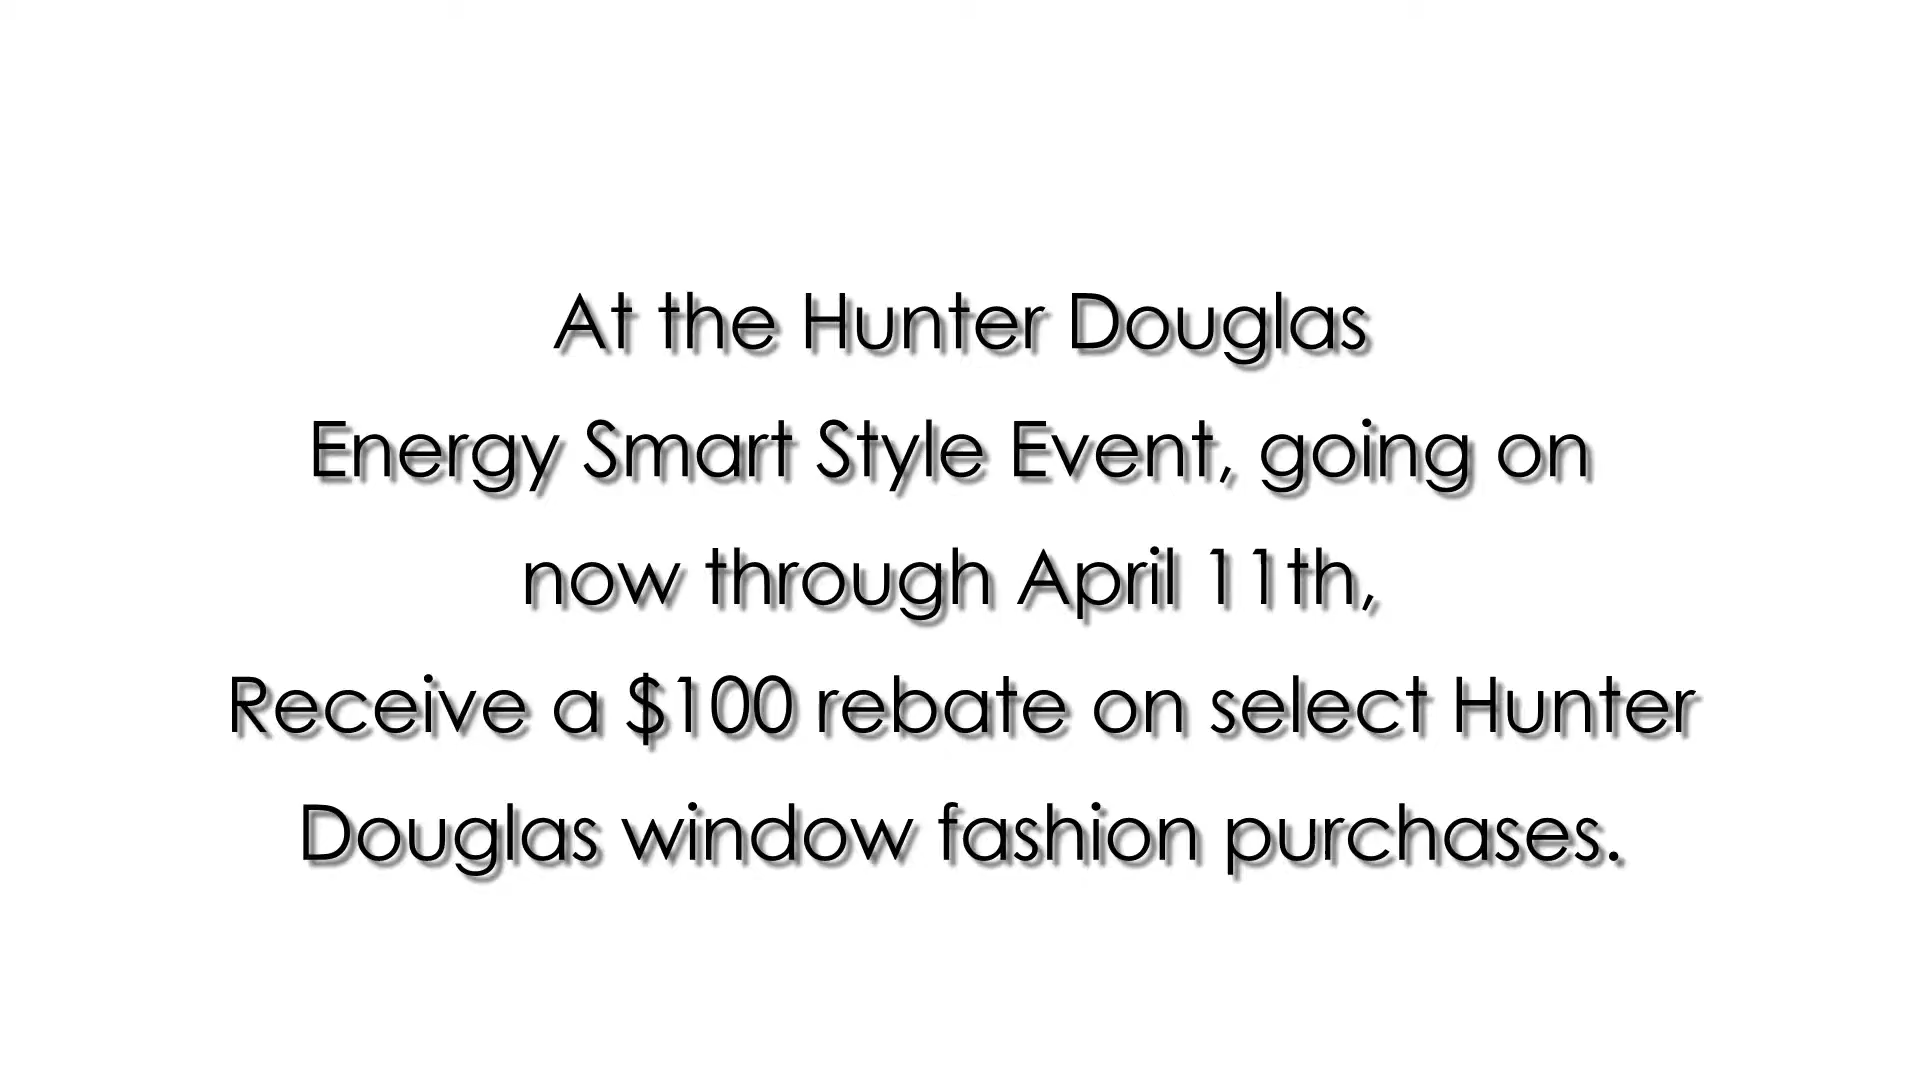 At the Hunter Douglas
Energy Smart Style Event, going on
now through April 11th,
Receive a $100 rebate on select Hunter
Douglas window fashion purchases.